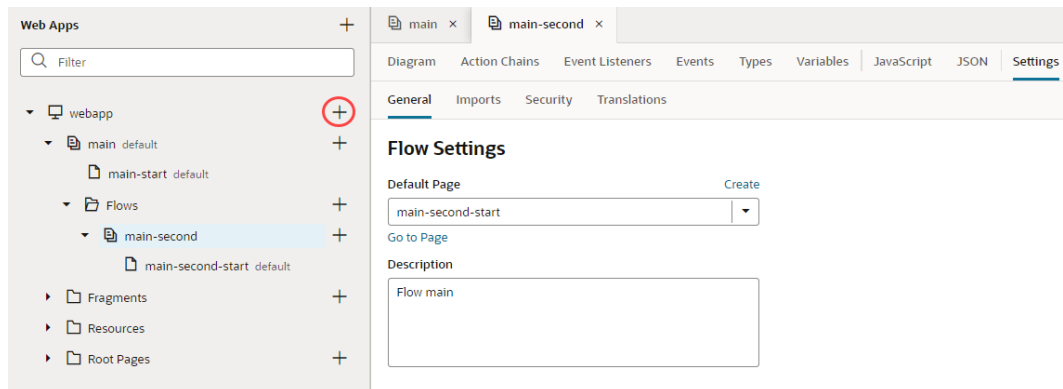 Web Apps
Filter
webapp
main default
main-start default
Flows
main-second
main-second-start default
Fragments
Resources
Root Pages
main × main-second ×
Diagram Action Chains Event Listeners Events Types Variables JavaScript JSON Settings
General Imports Security Translations
Flow Settings
Default Page Create
main-second-start
Go to Page
Description
Flow main